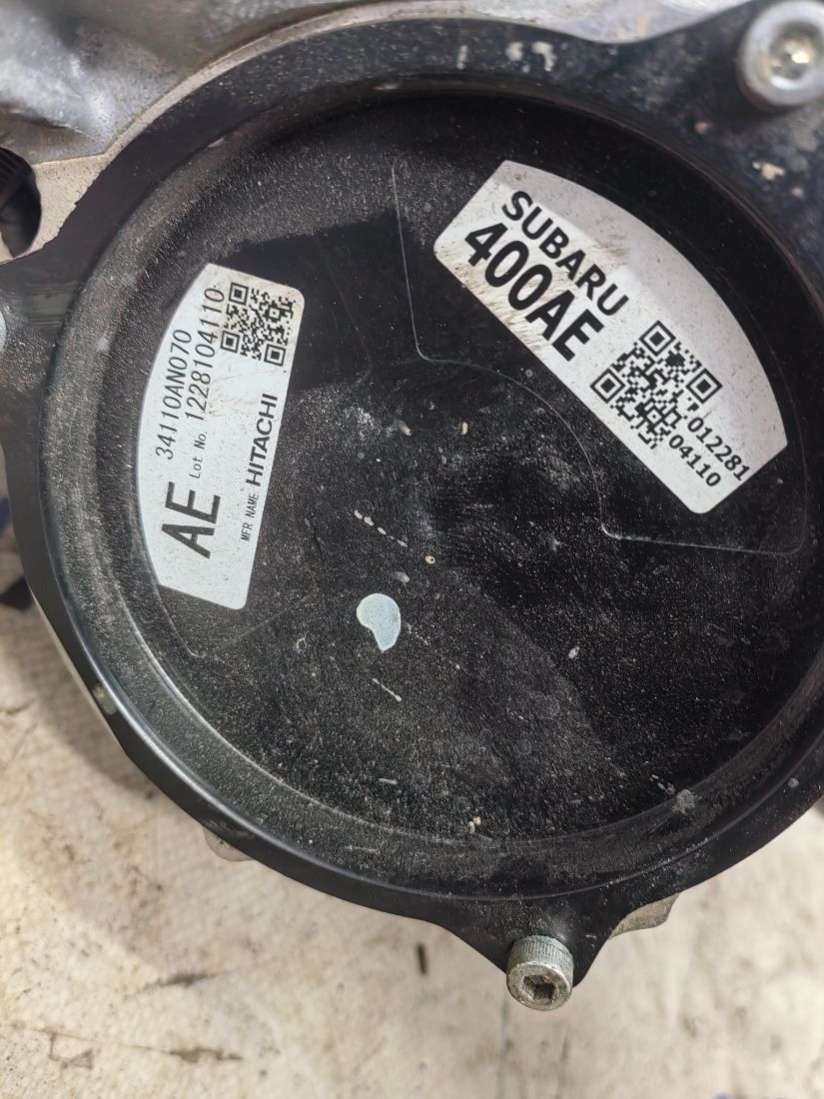 34110AN070
Lot No. 1228104110
AE
MFR. NAME HITACHI
SUBARU
400AE
012281
04110